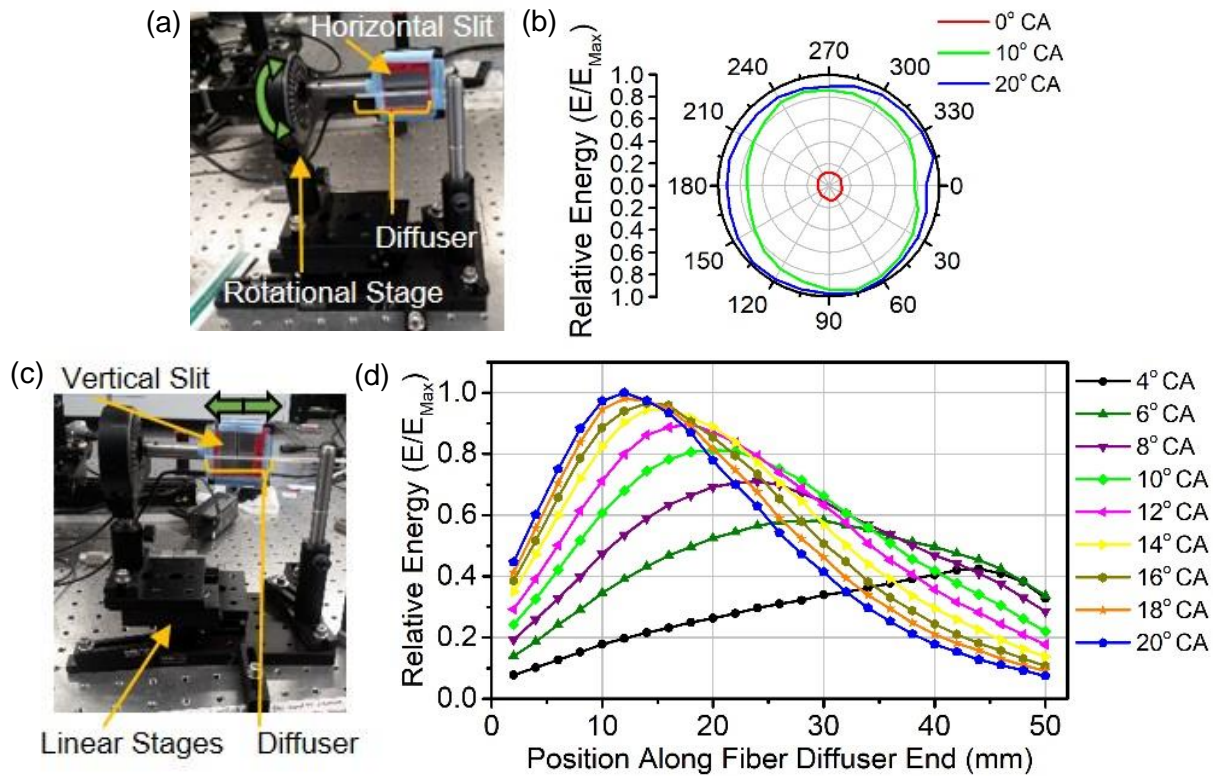 (a)
Horizontal Slit
Diffuser
Rotational Stage
(b)
0° CA
10° CA
20° CA
Relative Energy (E/E_Max)
1.0
0.8
0.6
0.4
0.2
0.0
0.2
0.4
0.6
0.8
1.0
270
240
300
210
330
180
0
150
30
120
60
90
(c)
Vertical Slit
Linear Stages
Diffuser
(d)
Relative Energy (E/E_Max)
1.0
0.8
0.6
0.4
0.2
0.0
0
10
20
30
40
50
Position Along Fiber Diffuser End (mm)
4° CA
6° CA
8° CA
10° CA
12° CA
14° CA
16° CA
18° CA
20° CA